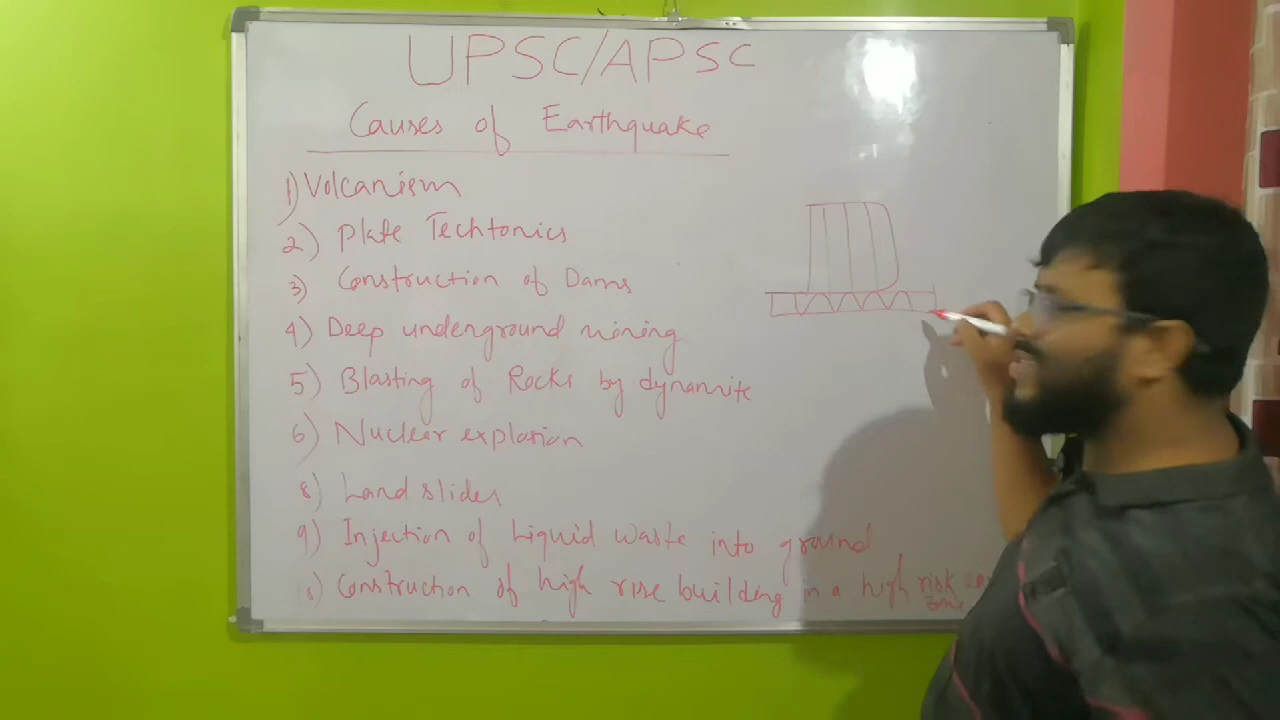 UPSC/APSC
Causes of Earthquake
1) Volcanism
2) Plate Techtonics
3) Construction of Dams
4) Deep underground mining
5) Blasting of Rocks by dynamite
6) Nuclear explosion
8) Land slides
9) Injection of Liquid waste into ground
Construction of high rise building in a high risk
zone